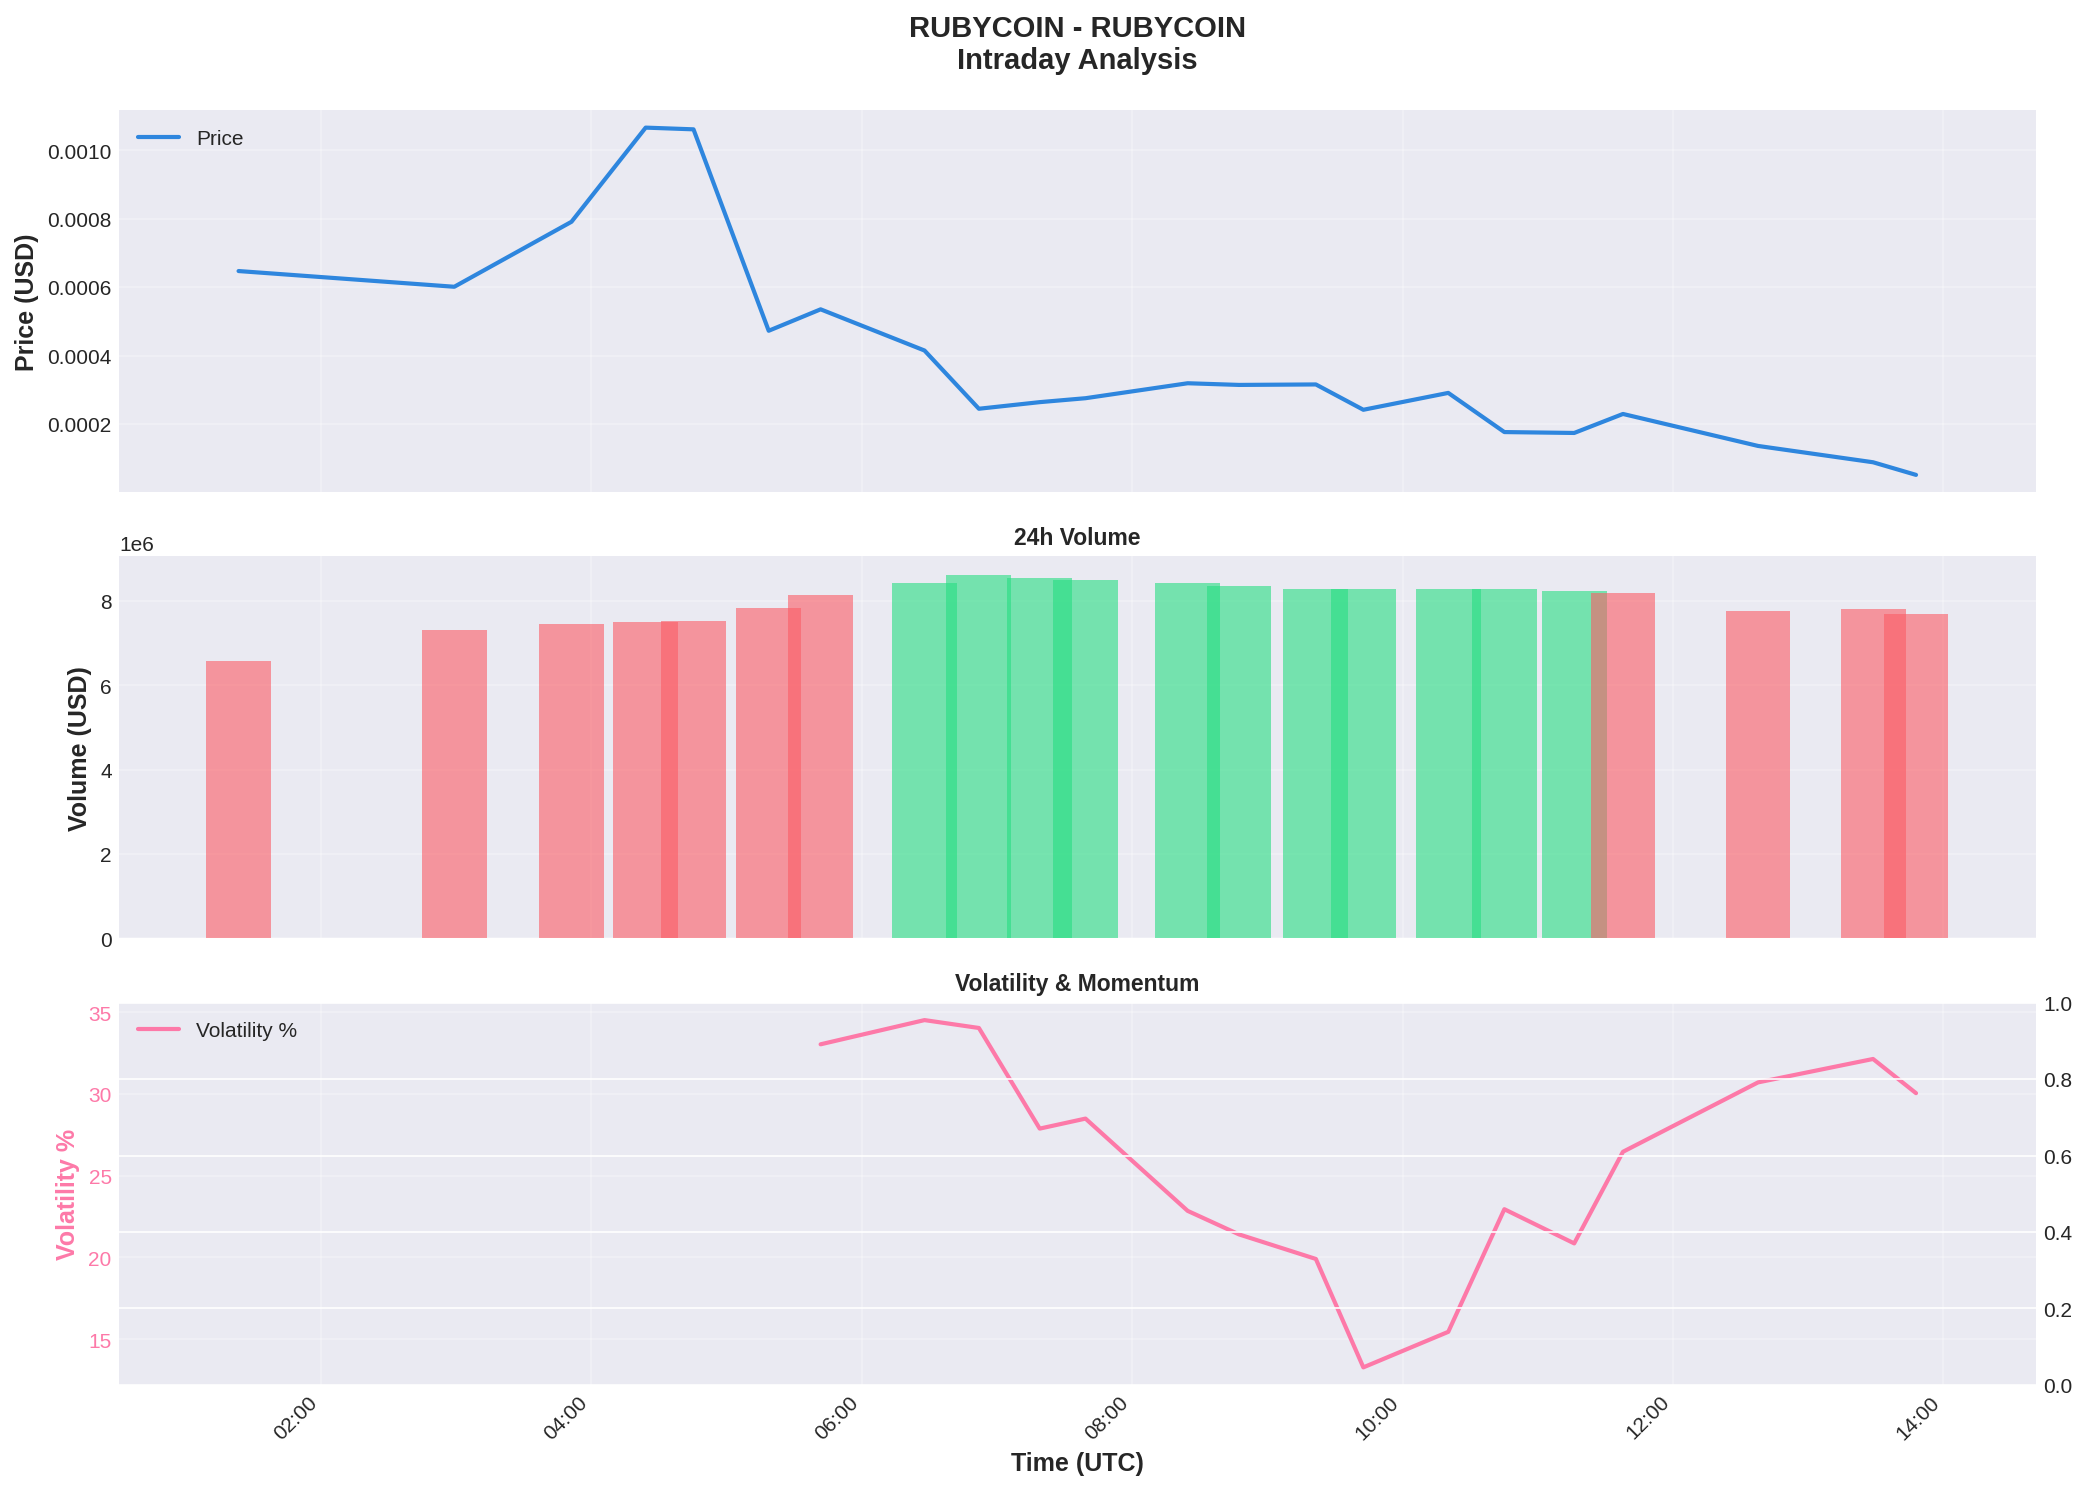 RUBYCOIN - RUBYCOIN
Intraday Analysis
Price
0.0010
0.0008
0.0006
0.0004
0.0002
Price (USD)
24h Volume
1e6
8
6
4
2
0
Volume (USD)
Volatility & Momentum
Volatility %
35
30
25
20
15
Volatility %
1.0
0.8
0.6
0.4
0.2
0.0
02:00
04:00
06:00
08:00
10:00
12:00
14:00
Time (UTC)